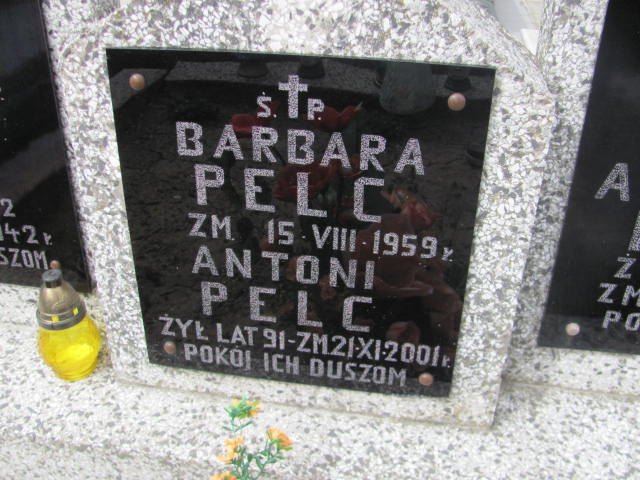 Ś. P.
BARBARA
PELC
ZM. 15 VIII 1959 r.
ANTONI
PELC
ŻYŁ LAT 91-ZM.21.XI.2001 r.
POKÓJ ICH DUSZOM